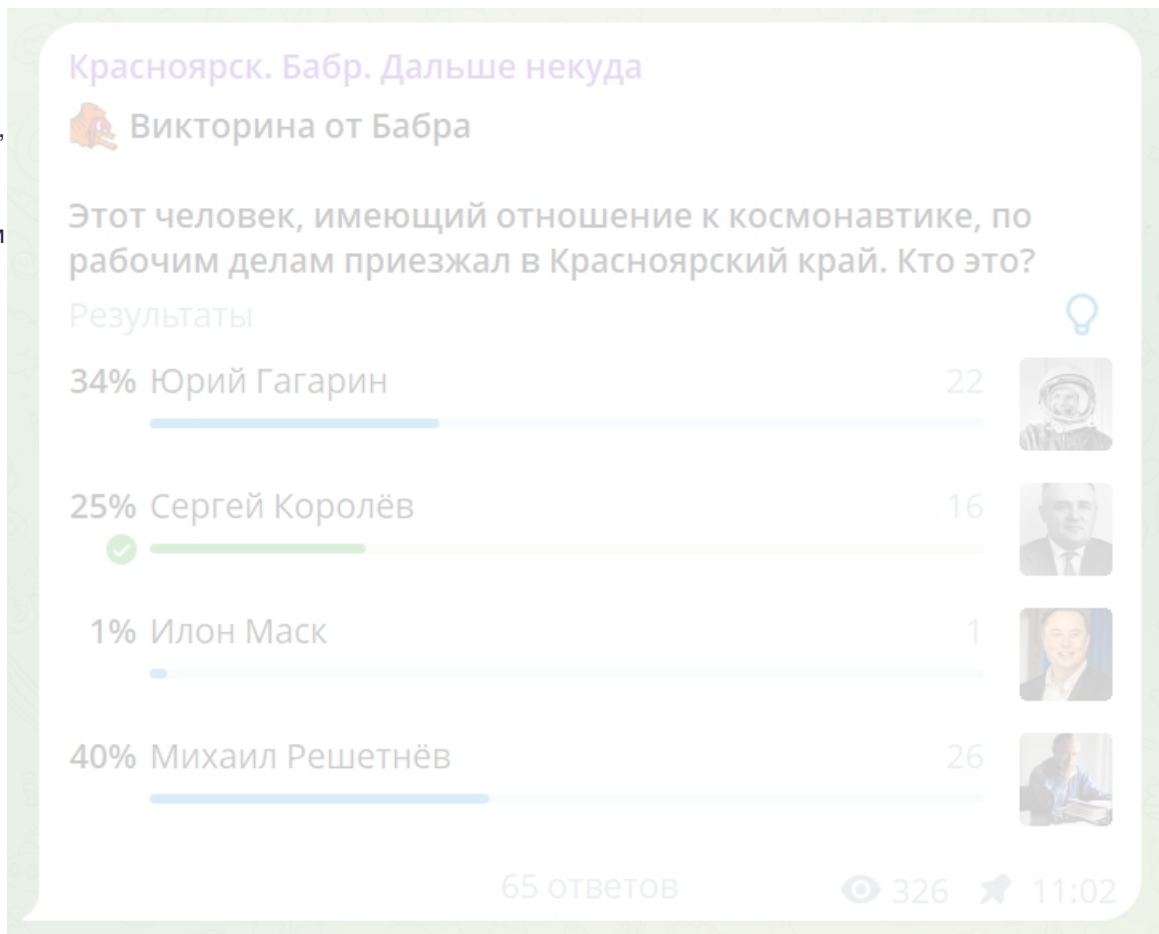 Красноярск. Бабр. Дальше некуда
Викторина от Бабра
Этот человек, имеющий отношение к космонавтике, по
рабочим делам приезжал в Красноярский край. Кто это?
Результаты
34% Юрий Гагарин 22
25% Сергей Королёв 16
1% Илон Маск 1
40% Михаил Решетнёв 26
65 ответов 326 11:02